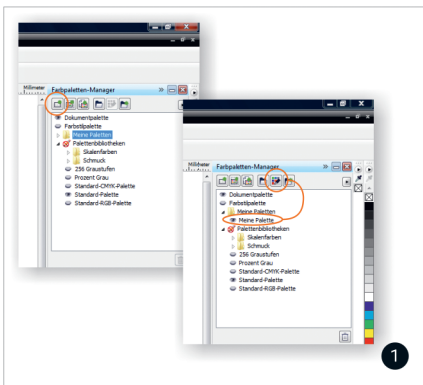 Millimeter
Farbpaletten-Manager
Dokumentpalette
Farbstilpalette
Meine Paletten
Palettenbibliotheken
Skalenfarben
Schmuck
256 Graustufen
Prozent Grau
Standard-CMYK-Palette
Standard-Palette
Standard-RGB-Palette
Millimeter
Farbpaletten-Manager
Dokumentpalette
Farbstilpalette
Meine Paletten
Meine Palette
Palettenbibliotheken
Skalenfarben
Schmuck
256 Graustufen
Prozent Grau
Standard-CMYK-Palette
Standard-Palette
Standard-RGB-Palette
1